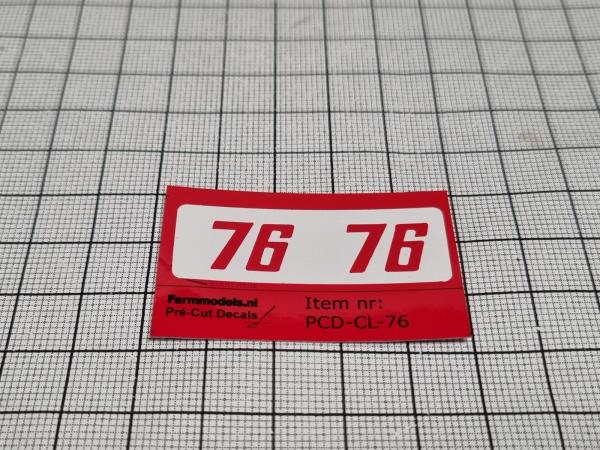 76 76
Farmmodels.nl
Pré-Cut Decals
Item nr:
PCD-CL-76